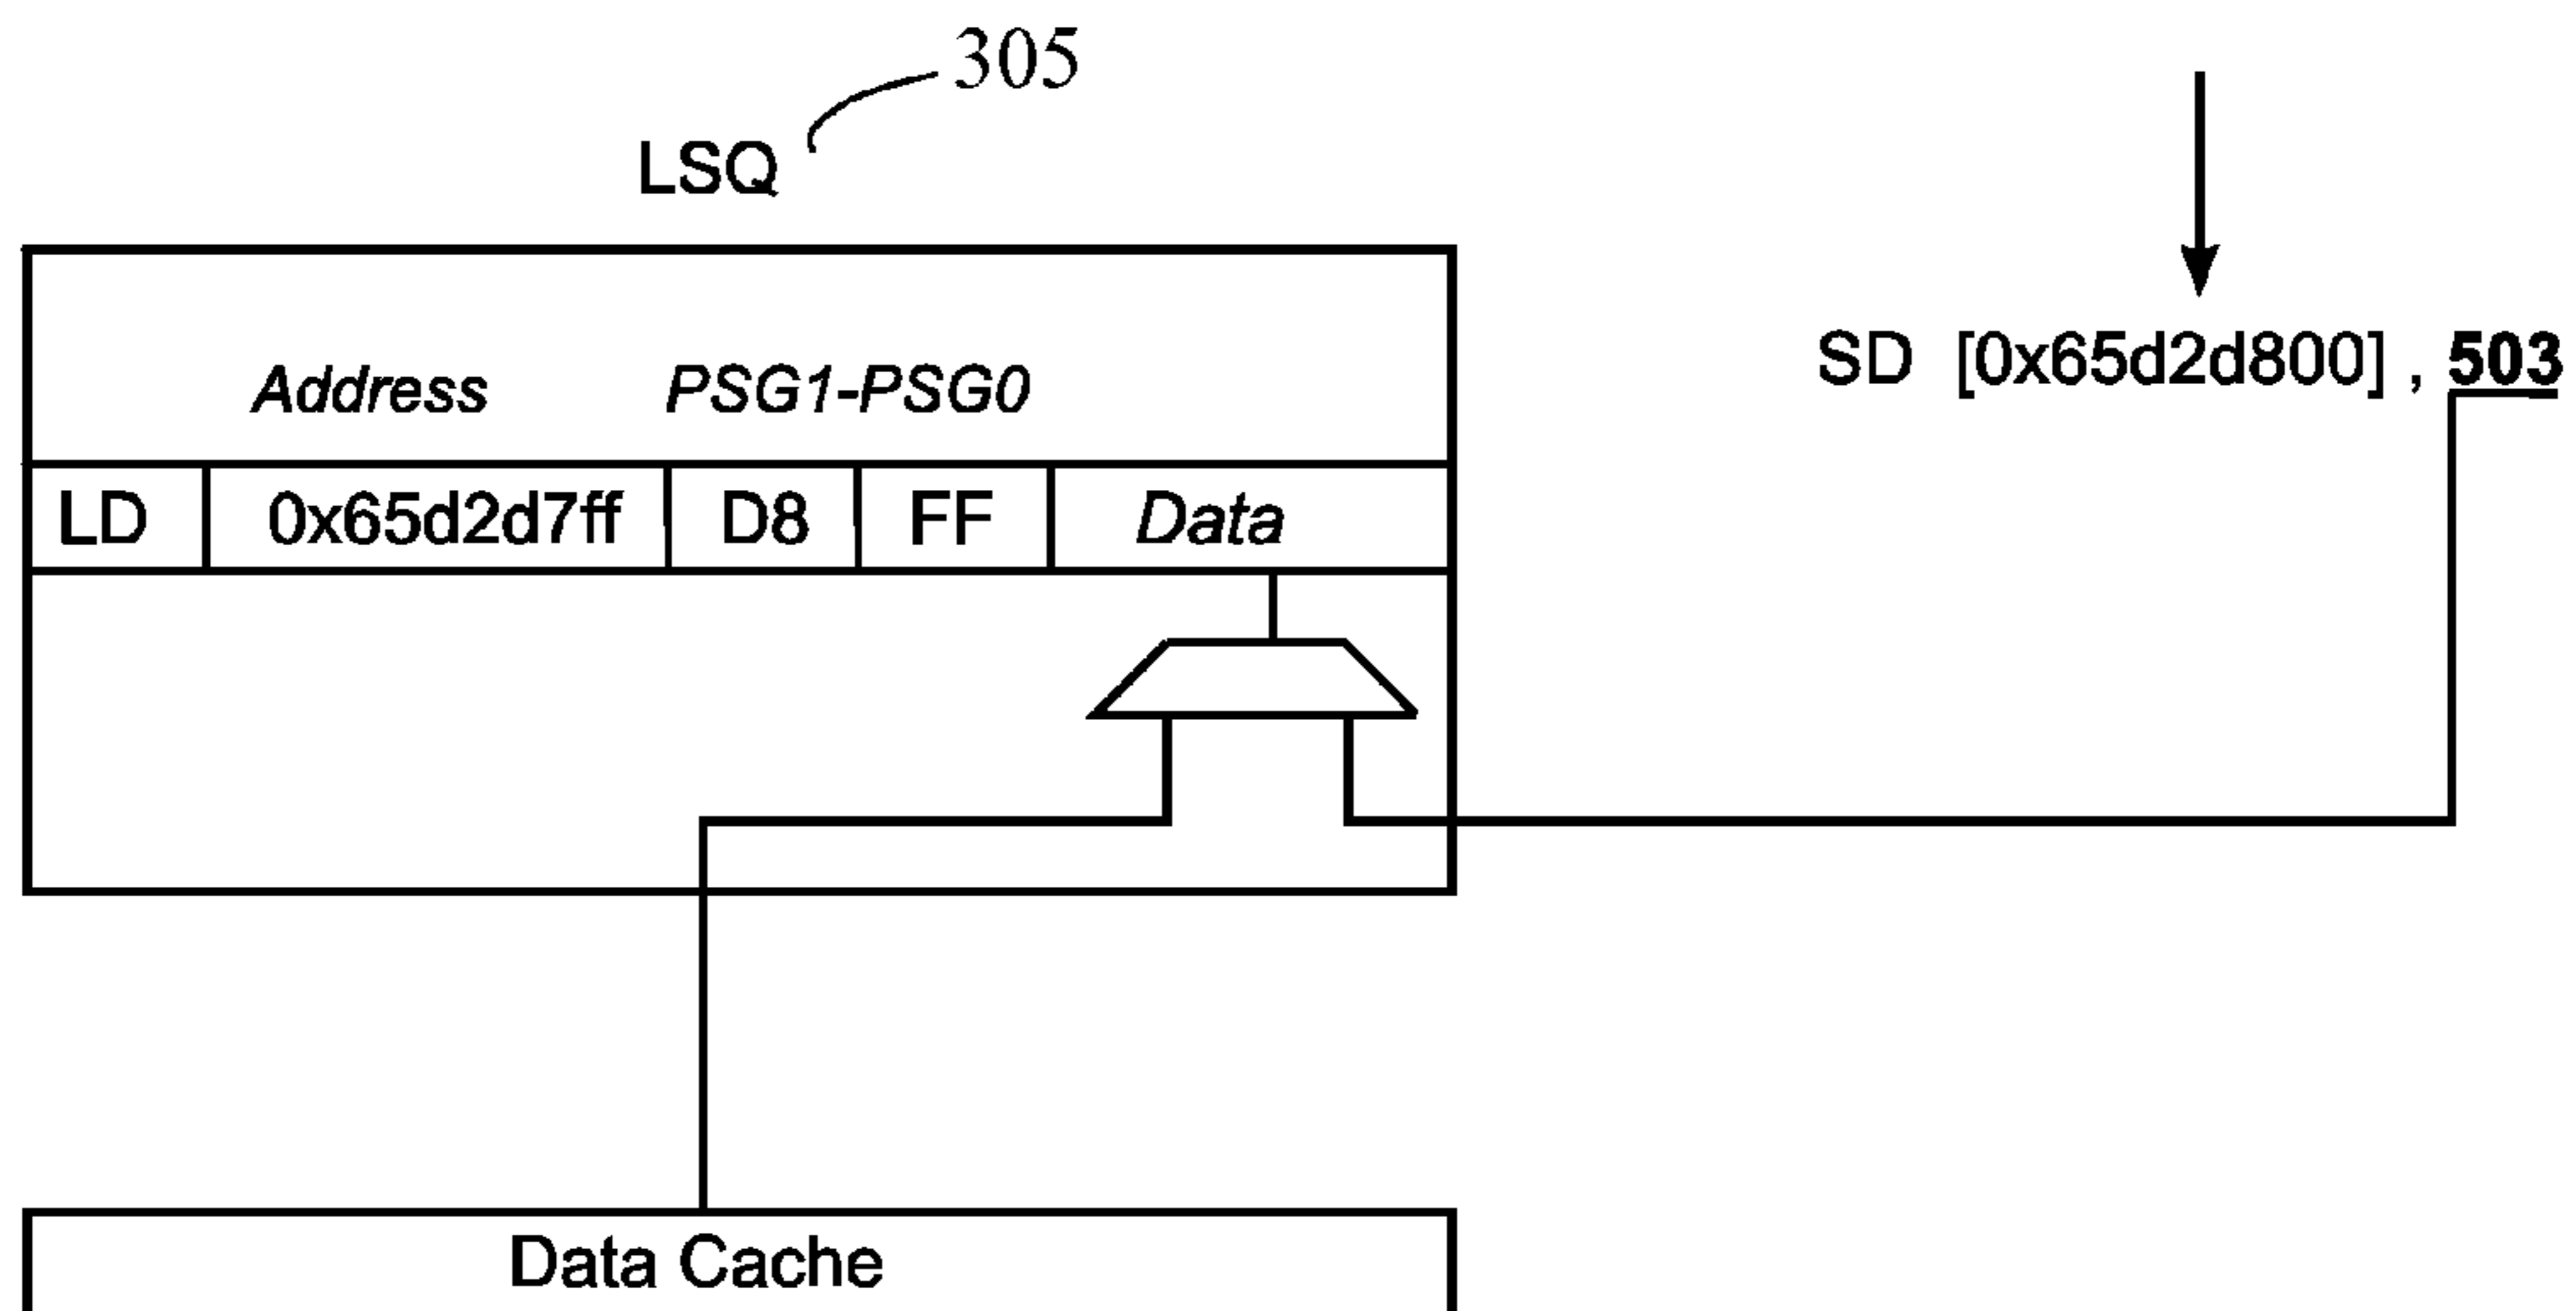 305
LSQ
SD [0x65d2d800] , 503
Address PSG1-PSG0
LD 0x65d2d7ff D8 FF Data
Data Cache